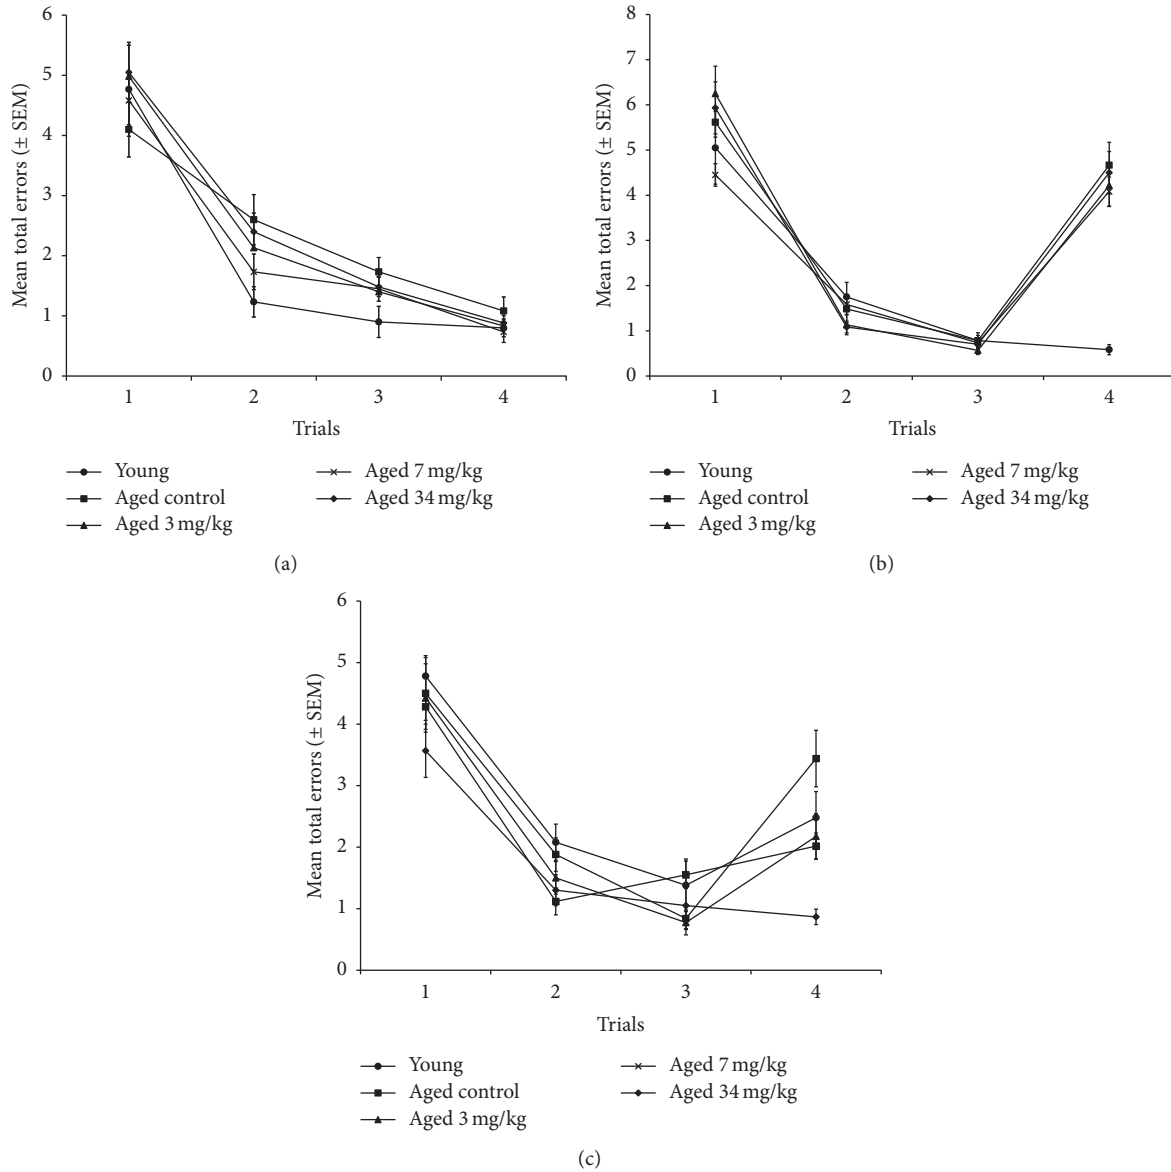 6
5
4
3
2
1
0
Mean total errors (± SEM)
1 2 3 4
Trials
Young
Aged control
Aged 3 mg/kg
Aged 7 mg/kg
Aged 34 mg/kg
(a)
8
7
6
5
4
3
2
1
0
Mean total errors (± SEM)
1 2 3 4
Trials
Young
Aged control
Aged 3 mg/kg
Aged 7 mg/kg
Aged 34 mg/kg
(b)
6
5
4
3
2
1
0
Mean total errors (± SEM)
1 2 3 4
Trials
Young
Aged control
Aged 3 mg/kg
Aged 7 mg/kg
Aged 34 mg/kg
(c)